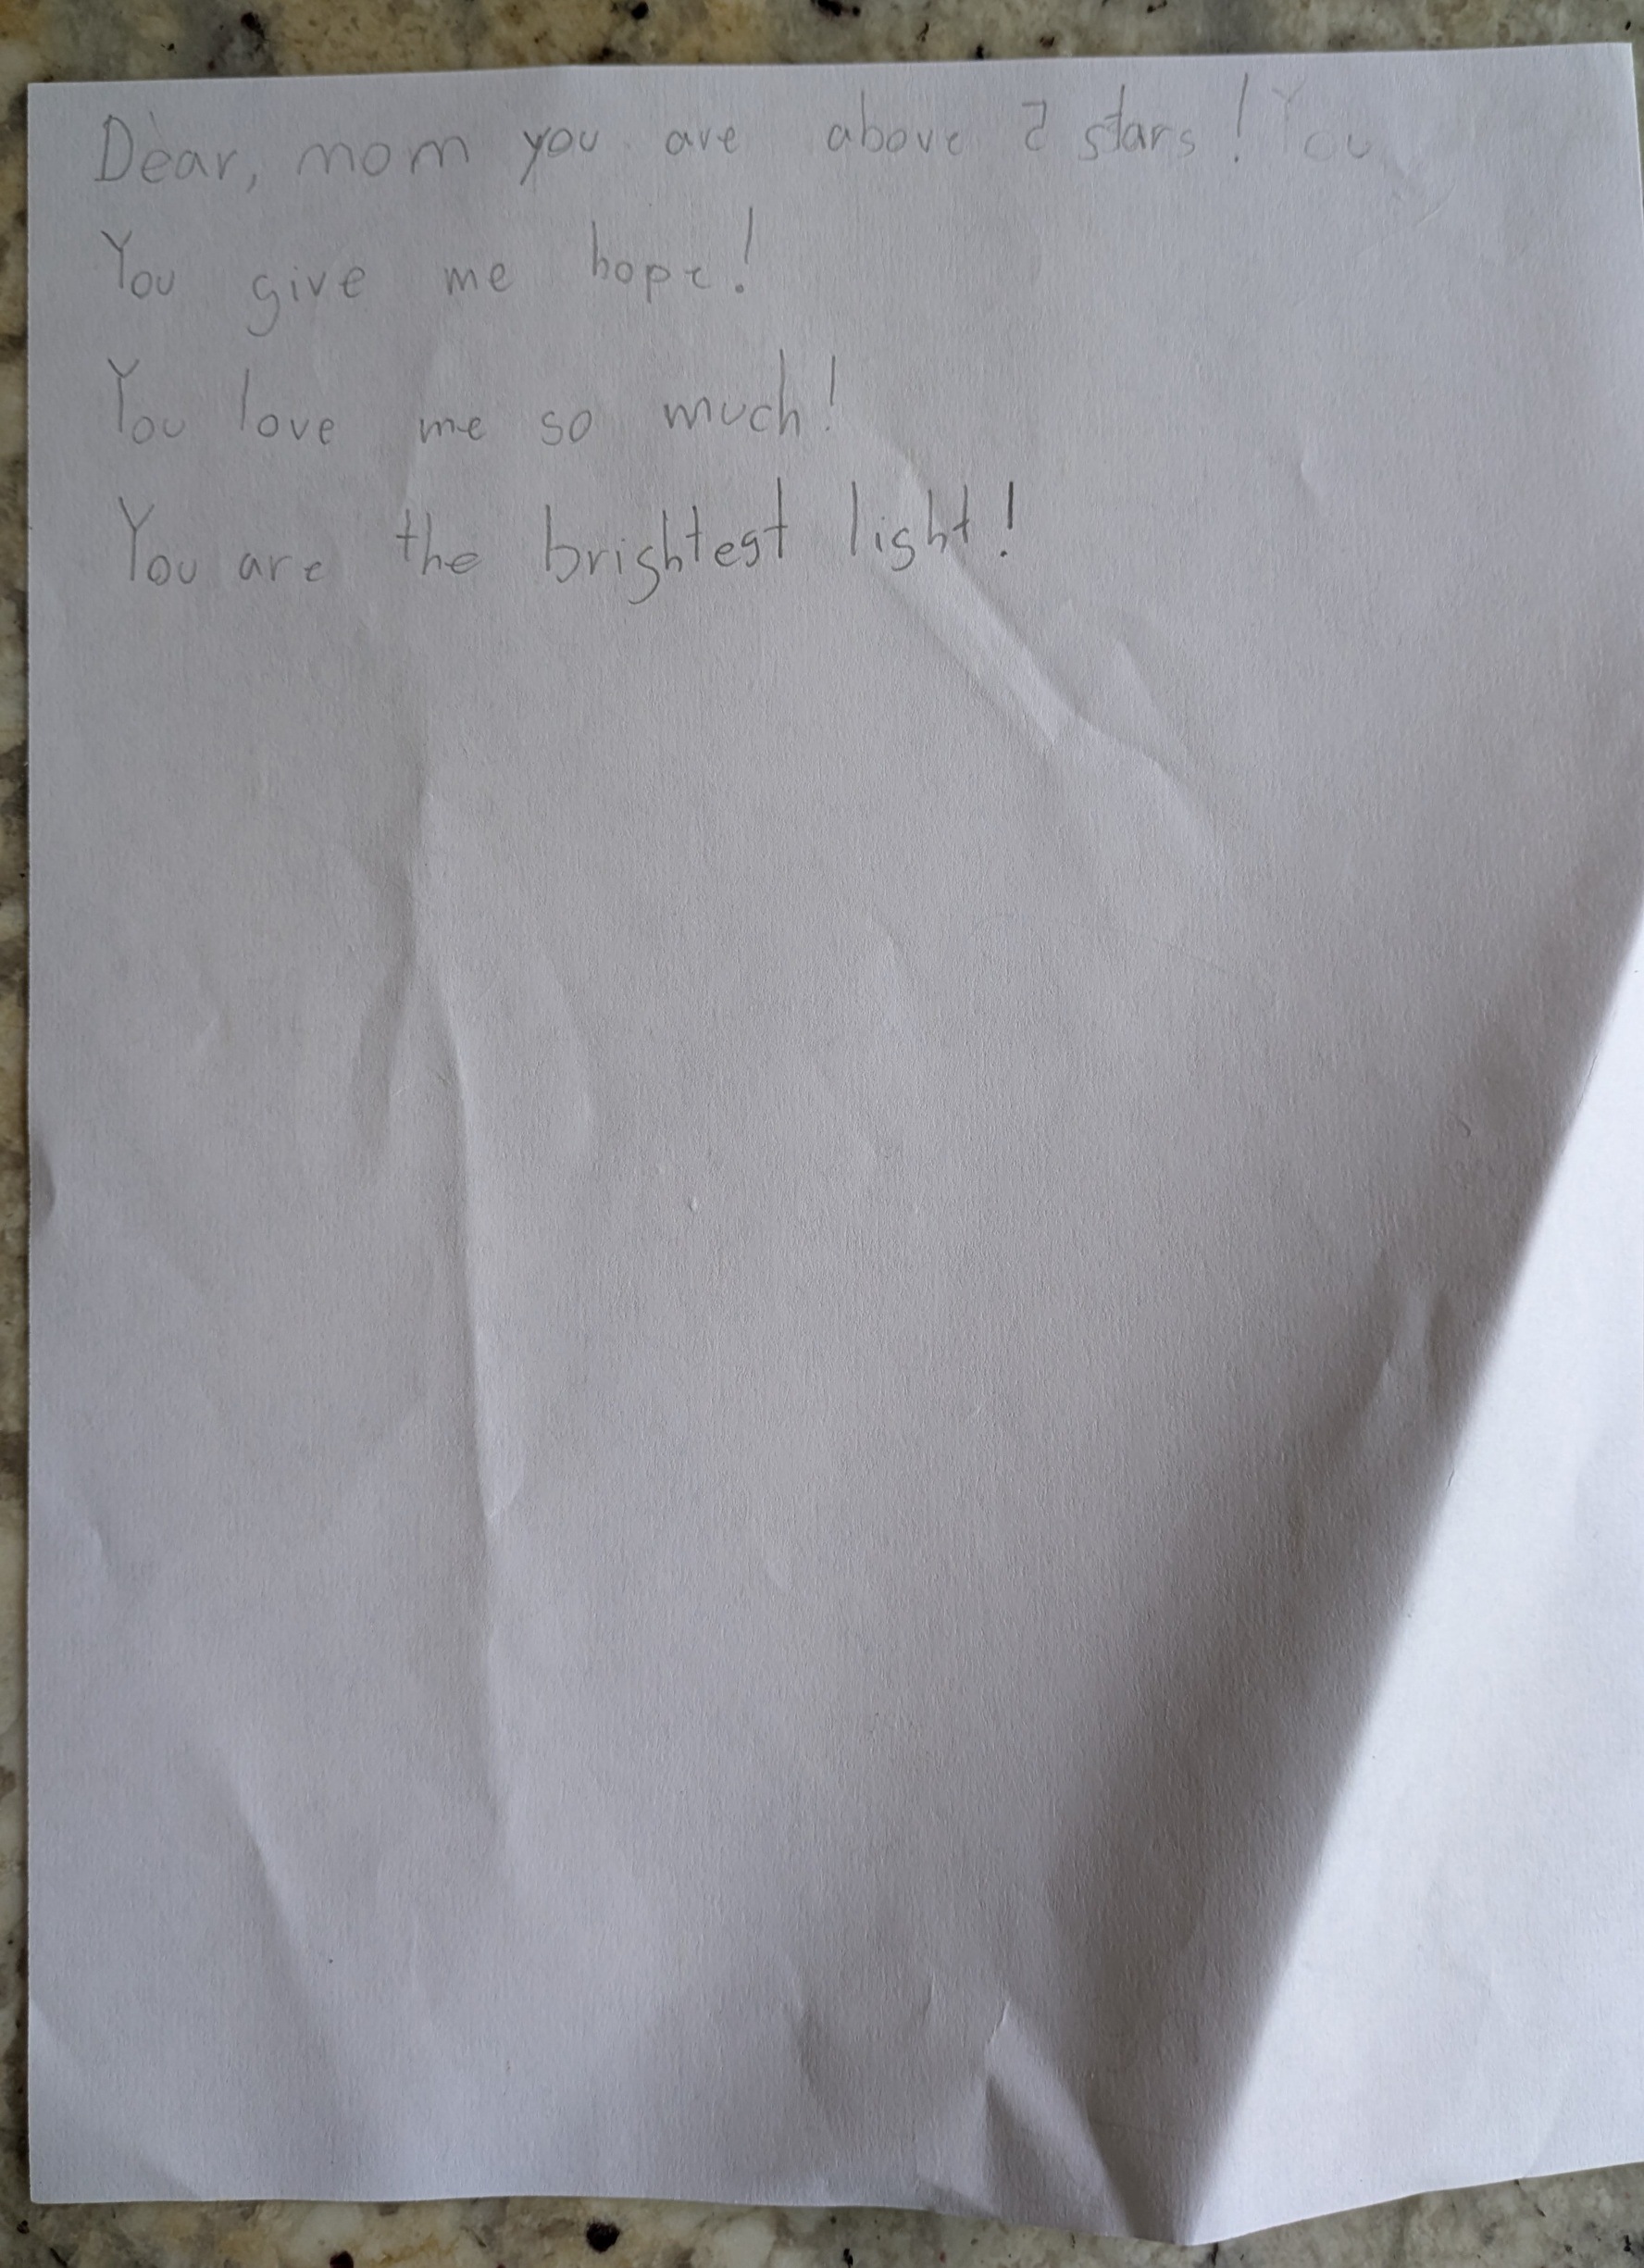 Dear, mom you are above 2 stars! You
You give me hope!
You love me so much!
You are the brightest light!